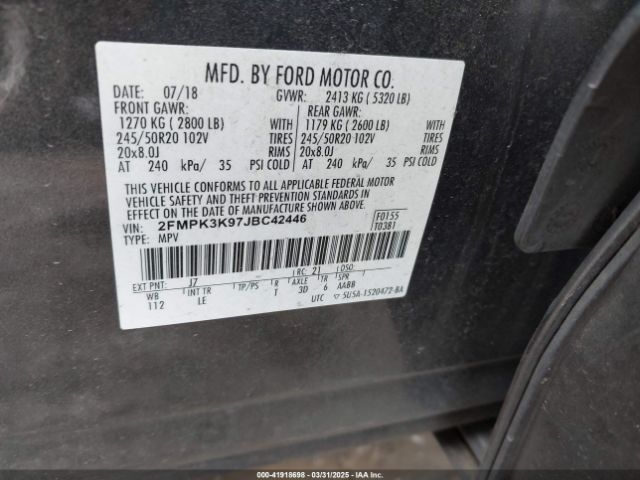 MFD. BY FORD MOTOR CO.
DATE: 07/18 GVWR: 2413 KG ( 5320 LB)
FRONT GAWR: REAR GAWR:
1270 KG ( 2800 LB) WITH 1179 KG ( 2600 LB) WITH
245/50R20 102V TIRES 245/50R20 102V TIRES
20x8.0J RIMS 20x8.0J RIMS
AT 240 kPa/ 35 PSI COLD AT 240 kPa/ 35 PSI COLD
THIS VEHICLE CONFORMS TO ALL APPLICABLE FEDERAL MOTOR
VEHICLE SAFETY AND THEFT PREVENTION STANDARDS IN
EFFECT ON THE DATE OF MANUFACTURE SHOWN ABOVE.
VIN: 2FMPK3K97JBC42446 F0155
TYPE: MPV T0381
EXT PNT: J7 RC: 21 DSO:
WB INT TR TP/PS R AXLE TR SPR
112 LE T 3D 6 AABB
UTC ▽ 5U5A-1520472-BA
00-41918698 03/31/2025 IAA Inc.